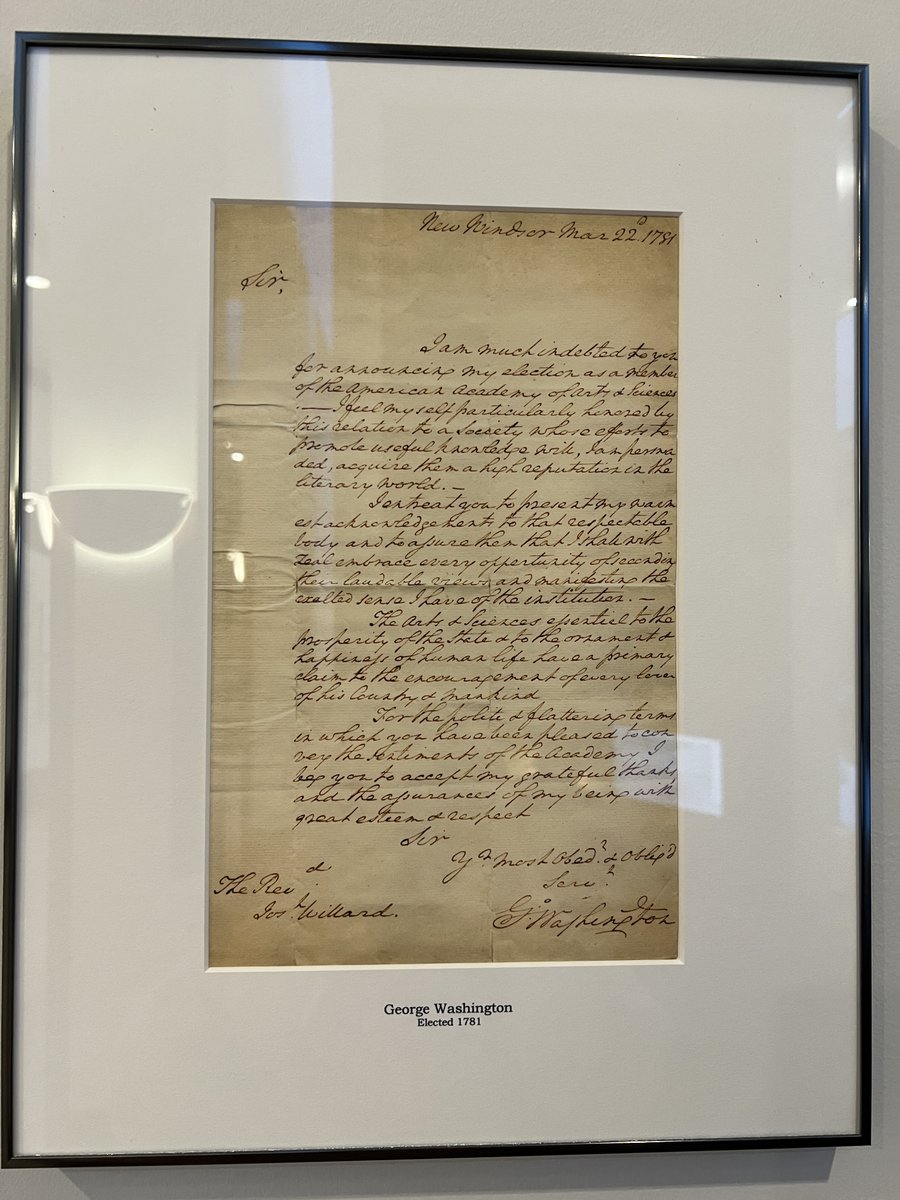 New Windsor Mar 22d. 1781
Sir,
I am much indebted to you
for announcing my election as a member
of the American Academy of Arts & Sciences
.— I feel myself particularly honored by
this relation to a Society whose efforts to
promote useful knowledge will, I am persua
ded, acquire them a high reputation in the
literary world. —
I entreat you to present my warm
est acknowledgements to that respectable
body and to assure them that I shall with
zeal embrace every opportunity of secondin
their laudable views and manifesting the
exalted sense I have of the institution. —
The Arts & Sciences essential to the
prosperity of the State & to the ornament &
happiness of human life have a primary
claim to the encouragement of every lover
of his Country & mankind
For the polite & flattering terms
in which you have been pleased to con
vey the sentiments of the Academy I
beg you to accept my grateful thanks,
and the assurances of my being with
great esteem & respect
Sir
Yr. most Obedt. & Oblig'd
Servt.
The Revd.
Josh. Willard.
Go. Washington
George Washington
Elected 1781